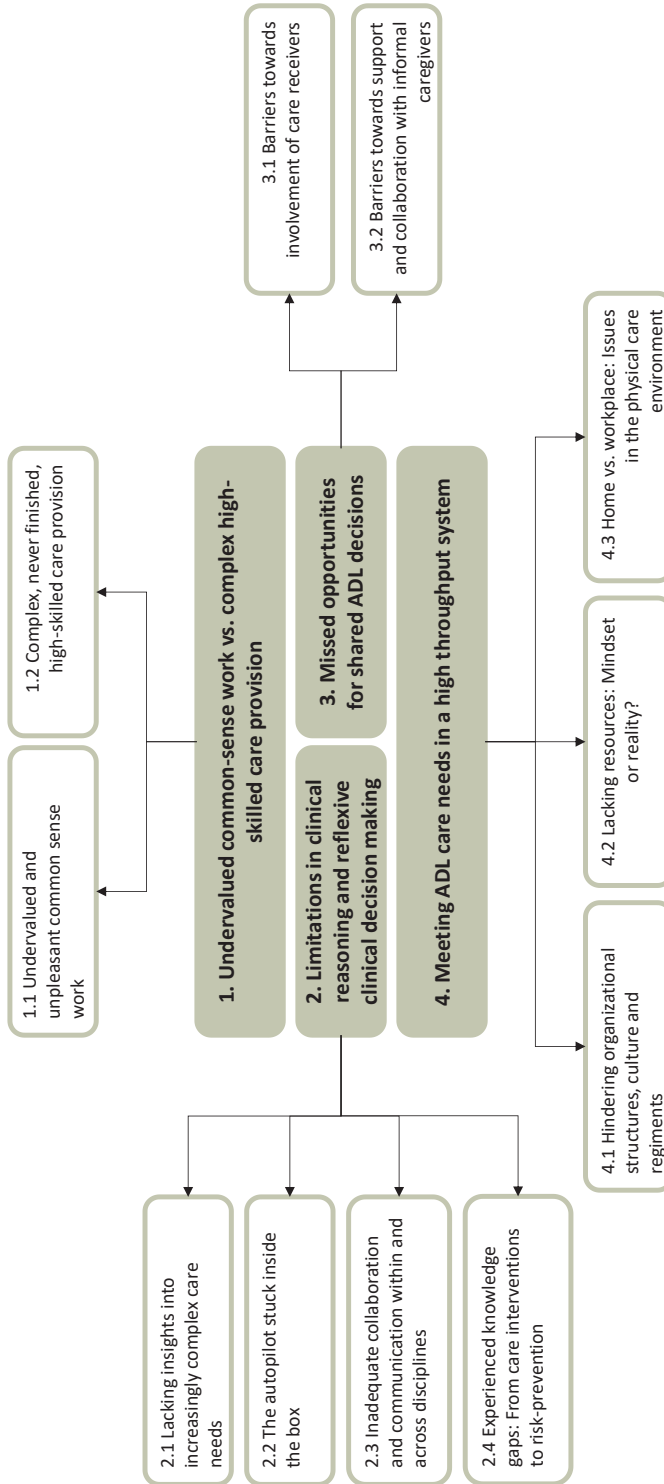 1.1 Undervalued and
unpleasant common sense
work
1.2 Complex, never finished,
high-skilled care provision
1. Undervalued common-sense work vs. complex high-
skilled care provision
2. Limitations in clinical
reasoning and reflexive
clinical decision making
3. Missed opportunities
for shared ADL decisions
4. Meeting ADL care needs in a high throughput system
2.1 Lacking insights into
increasingly complex care
needs
2.2 The autopilot stuck inside
the box
2.3 Inadequate collaboration
and communication within and
across disciplines
2.4 Experienced knowledge
gaps: From care interventions
to risk-prevention
3.1 Barriers towards
involvement of care receivers
3.2 Barriers towards support
and collaboration with informal
caregivers
4.1 Hindering organizational
structures, culture and
regiments
4.2 Lacking resources: Mindset
or reality?
4.3 Home vs. workplace: Issues
in the physical care
environment